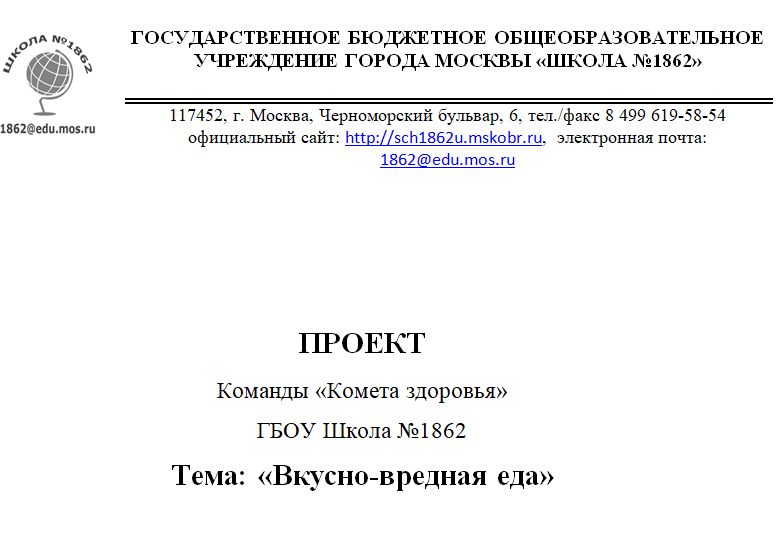 ШКОЛА №1862
1862@edu.mos.ru
ГОСУДАРСТВЕННОЕ БЮДЖЕТНОЕ ОБЩЕОБРАЗОВАТЕЛЬНОЕ
УЧРЕЖДЕНИЕ ГОРОДА МОСКВЫ «ШКОЛА №1862»
117452, г. Москва, Черноморский бульвар, 6, тел./факс 8 499 619-58-54
официальный сайт: http://sch1862u.mskobr.ru, электронная почта:
1862@edu.mos.ru
ПРОЕКТ
Команды «Комета здоровья»
ГБОУ Школа №1862
Тема: «Вкусно-вредная еда»